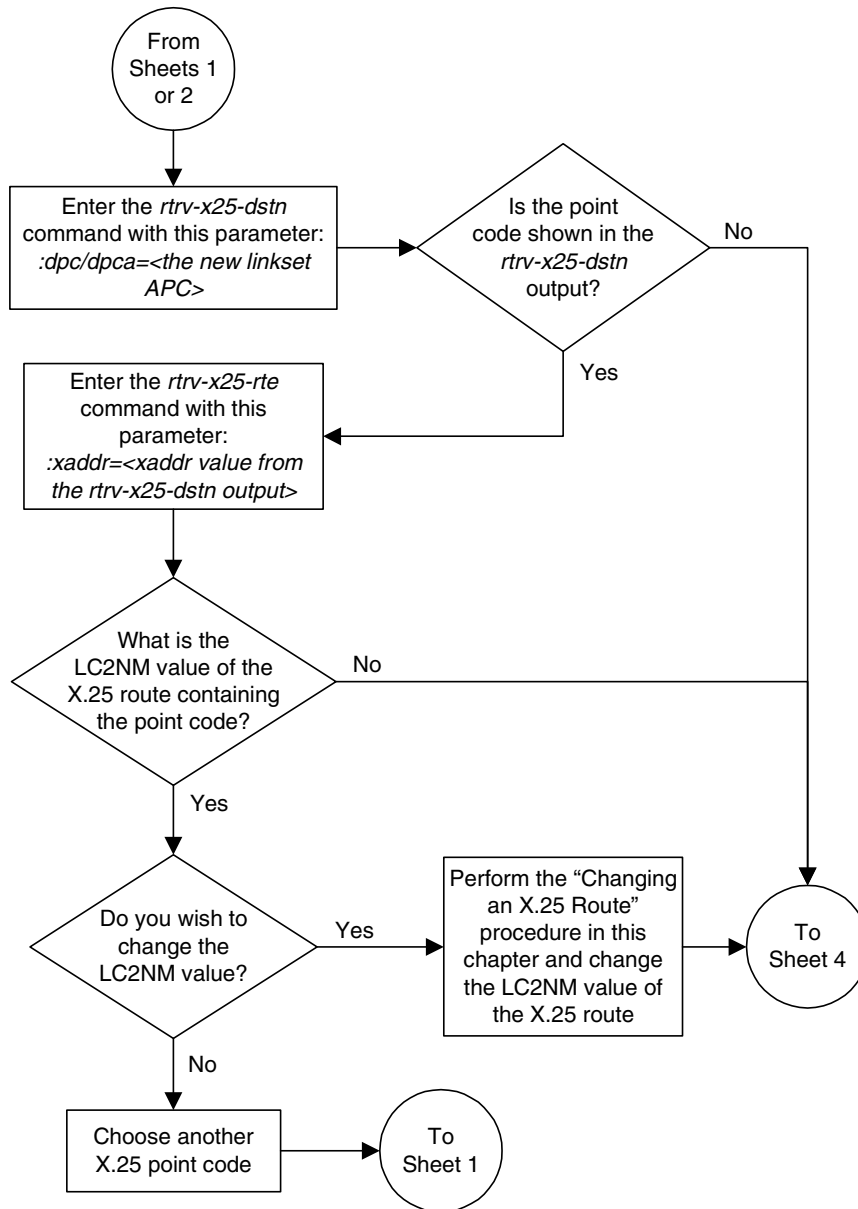 From
Sheets 1
or 2
Enter the rtrv-x25-dstn
command with this parameter:
:dpc/dpca=<the new linkset
APC>
Is the point
code shown in the
rtrv-x25-dstn
output?
No
Yes
Enter the rtrv-x25-rte
command with this
parameter:
:xaddr=<xaddr value from
the rtrv-x25-dstn output>
What is the
LC2NM value of the
X.25 route containing
the point code?
No
Yes
Do you wish to
change the
LC2NM value?
Yes
Perform the “Changing
an X.25 Route”
procedure in this
chapter and change
the LC2NM value of
the X.25 route
To
Sheet 4
No
Choose another
X.25 point code
To
Sheet 1